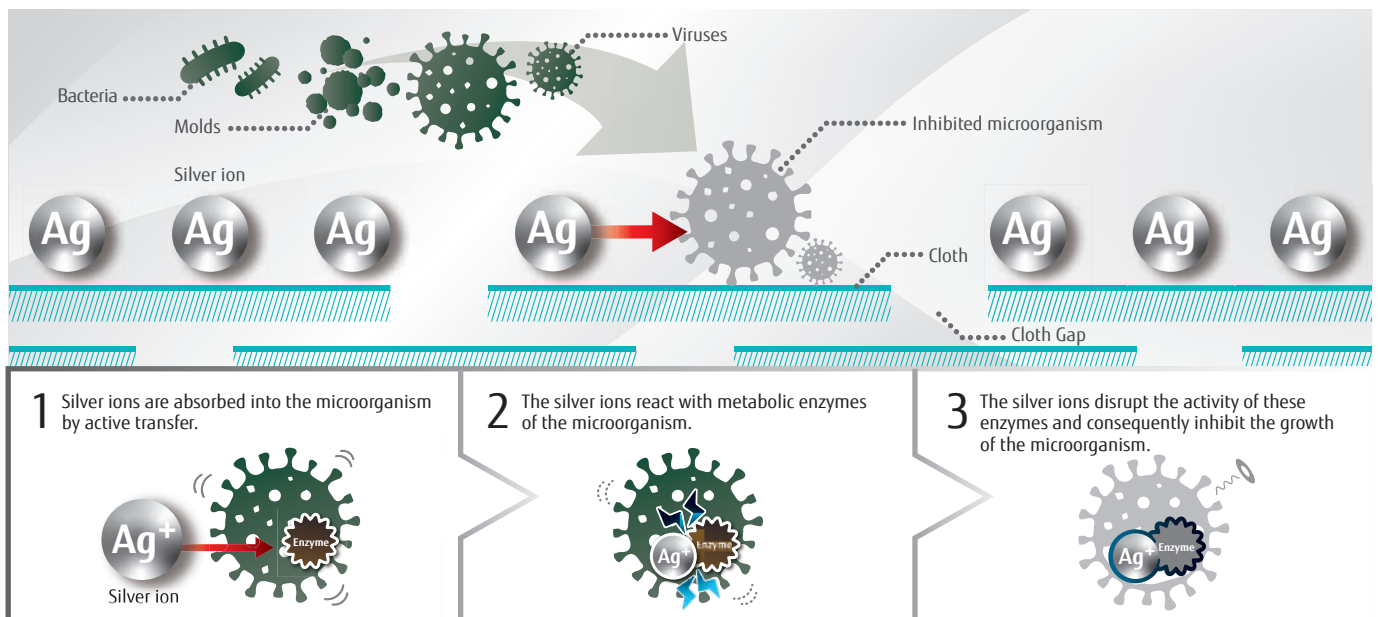 Viruses
Bacteria
Molds
Inhibited microorganism
Silver ion
Ag
Ag
Ag
Ag
Ag
Ag
Ag
Cloth
Cloth Gap
1 Silver ions are absorbed into the microorganism
by active transfer.
Ag+
Enzyme
Silver ion
2 The silver ions react with metabolic enzymes
of the microorganism.
Ag+
Enzyme
3 The silver ions disrupt the activity of these
enzymes and consequently inhibit the growth
of the microorganism.
Ag+
Enzyme